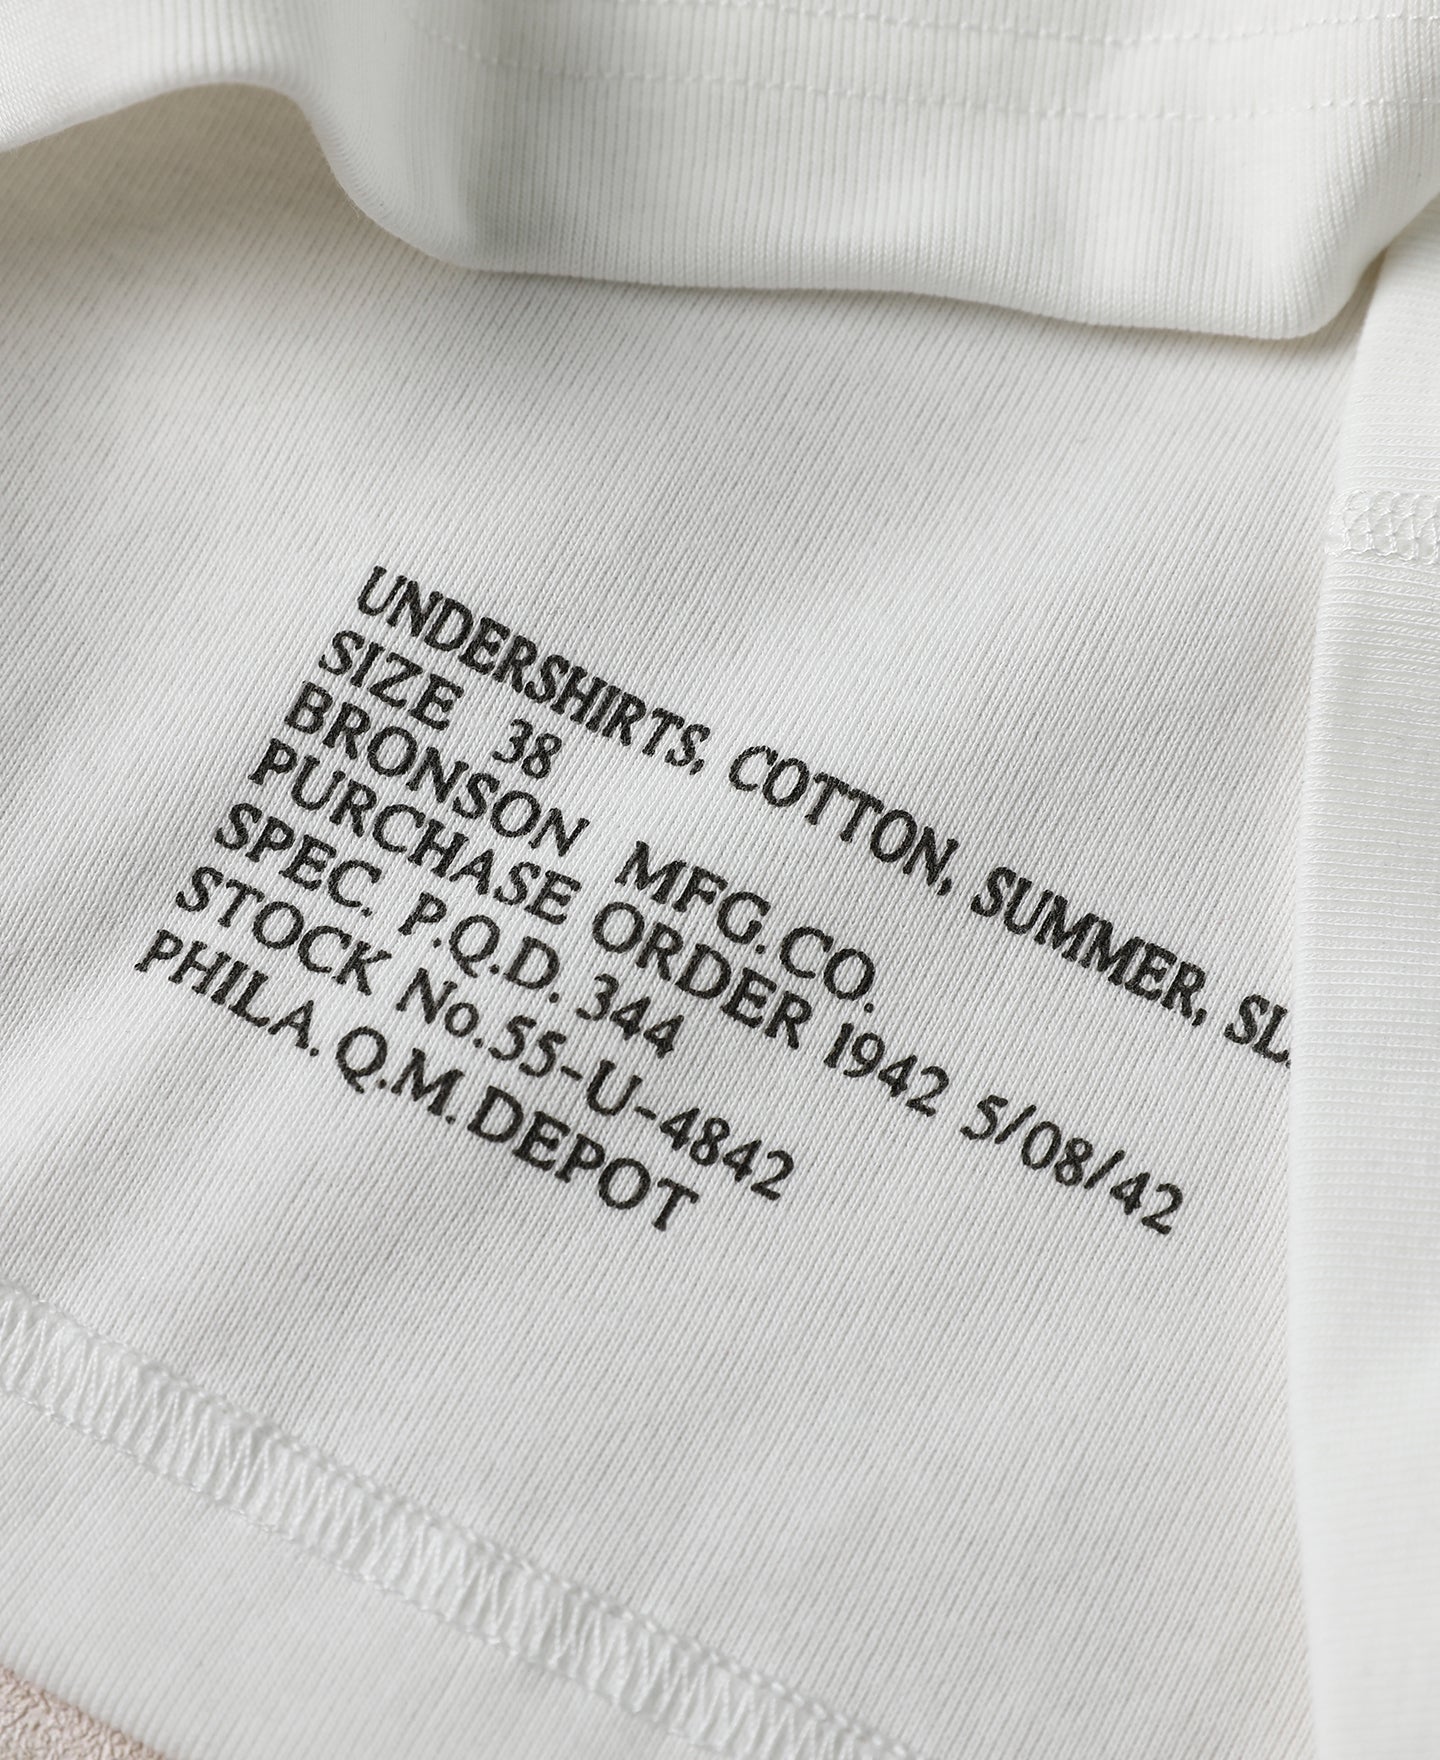 UNDERSHIRTS, COTTON, SUMMER,
SIZE 38
BRONSON MFG.CO.
PURCHASE ORDER 1942 5/08/42
SPEC. P.Q.D. 344
STOCK No.55-U-4842
PHILA. Q.M. DEPOT